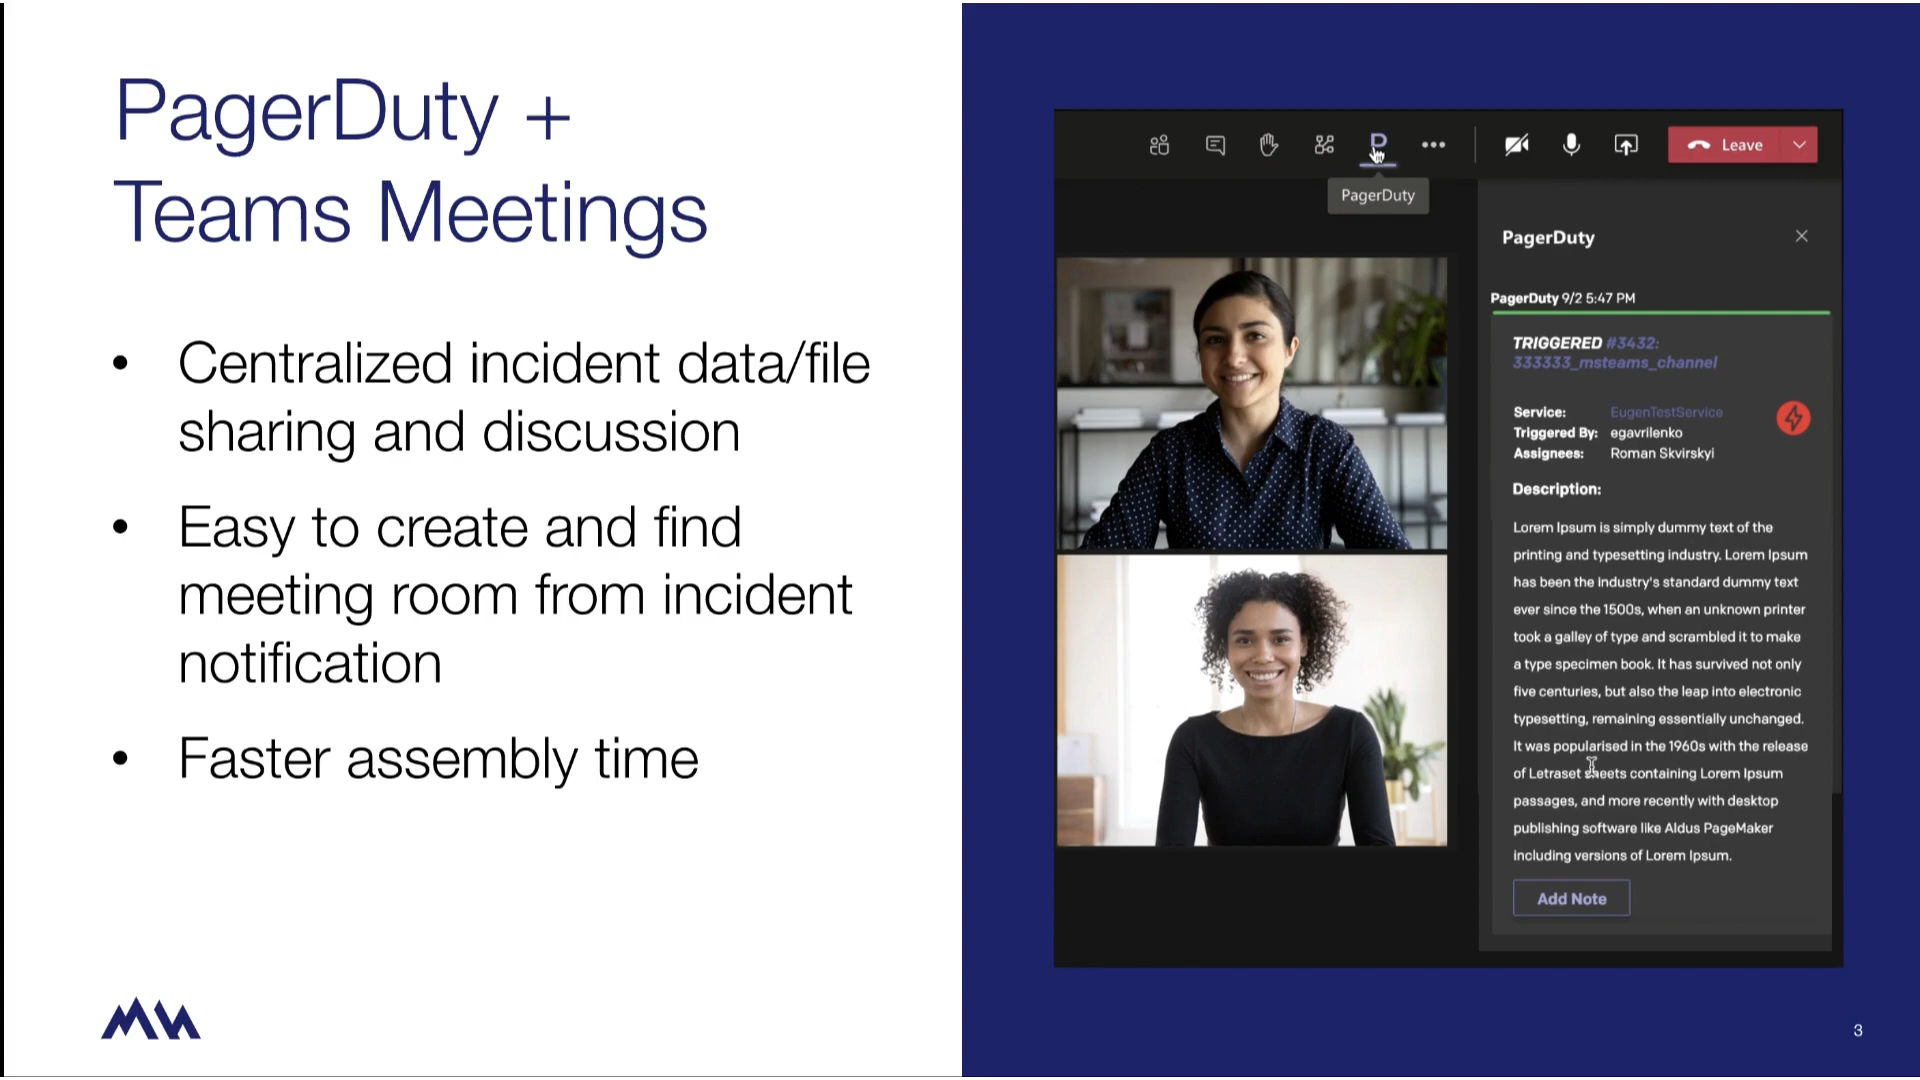 PagerDuty +
Teams Meetings
• Centralized incident data/file
sharing and discussion
• Easy to create and find
meeting room from incident
notification
• Faster assembly time
P
Leave
PagerDuty
PagerDuty
PagerDuty 9/2 5:47 PM
TRIGGERED #3432:
333333_msteams_channel
Service: EugenTestService
Triggered By: egavrilenko
Assignees: Roman Skvirskyi
Description:
Lorem Ipsum is simply dummy text of the
printing and typesetting industry. Lorem Ipsum
has been the industry's standard dummy text
ever since the 1500s, when an unknown printer
took a galley of type and scrambled it to make
a type specimen book. It has survived not only
five centuries, but also the leap into electronic
typesetting, remaining essentially unchanged.
It was popularised in the 1960s with the release
of Letraset sheets containing Lorem Ipsum
passages, and more recently with desktop
publishing software like Aldus PageMaker
including versions of Lorem Ipsum.
Add Note
3